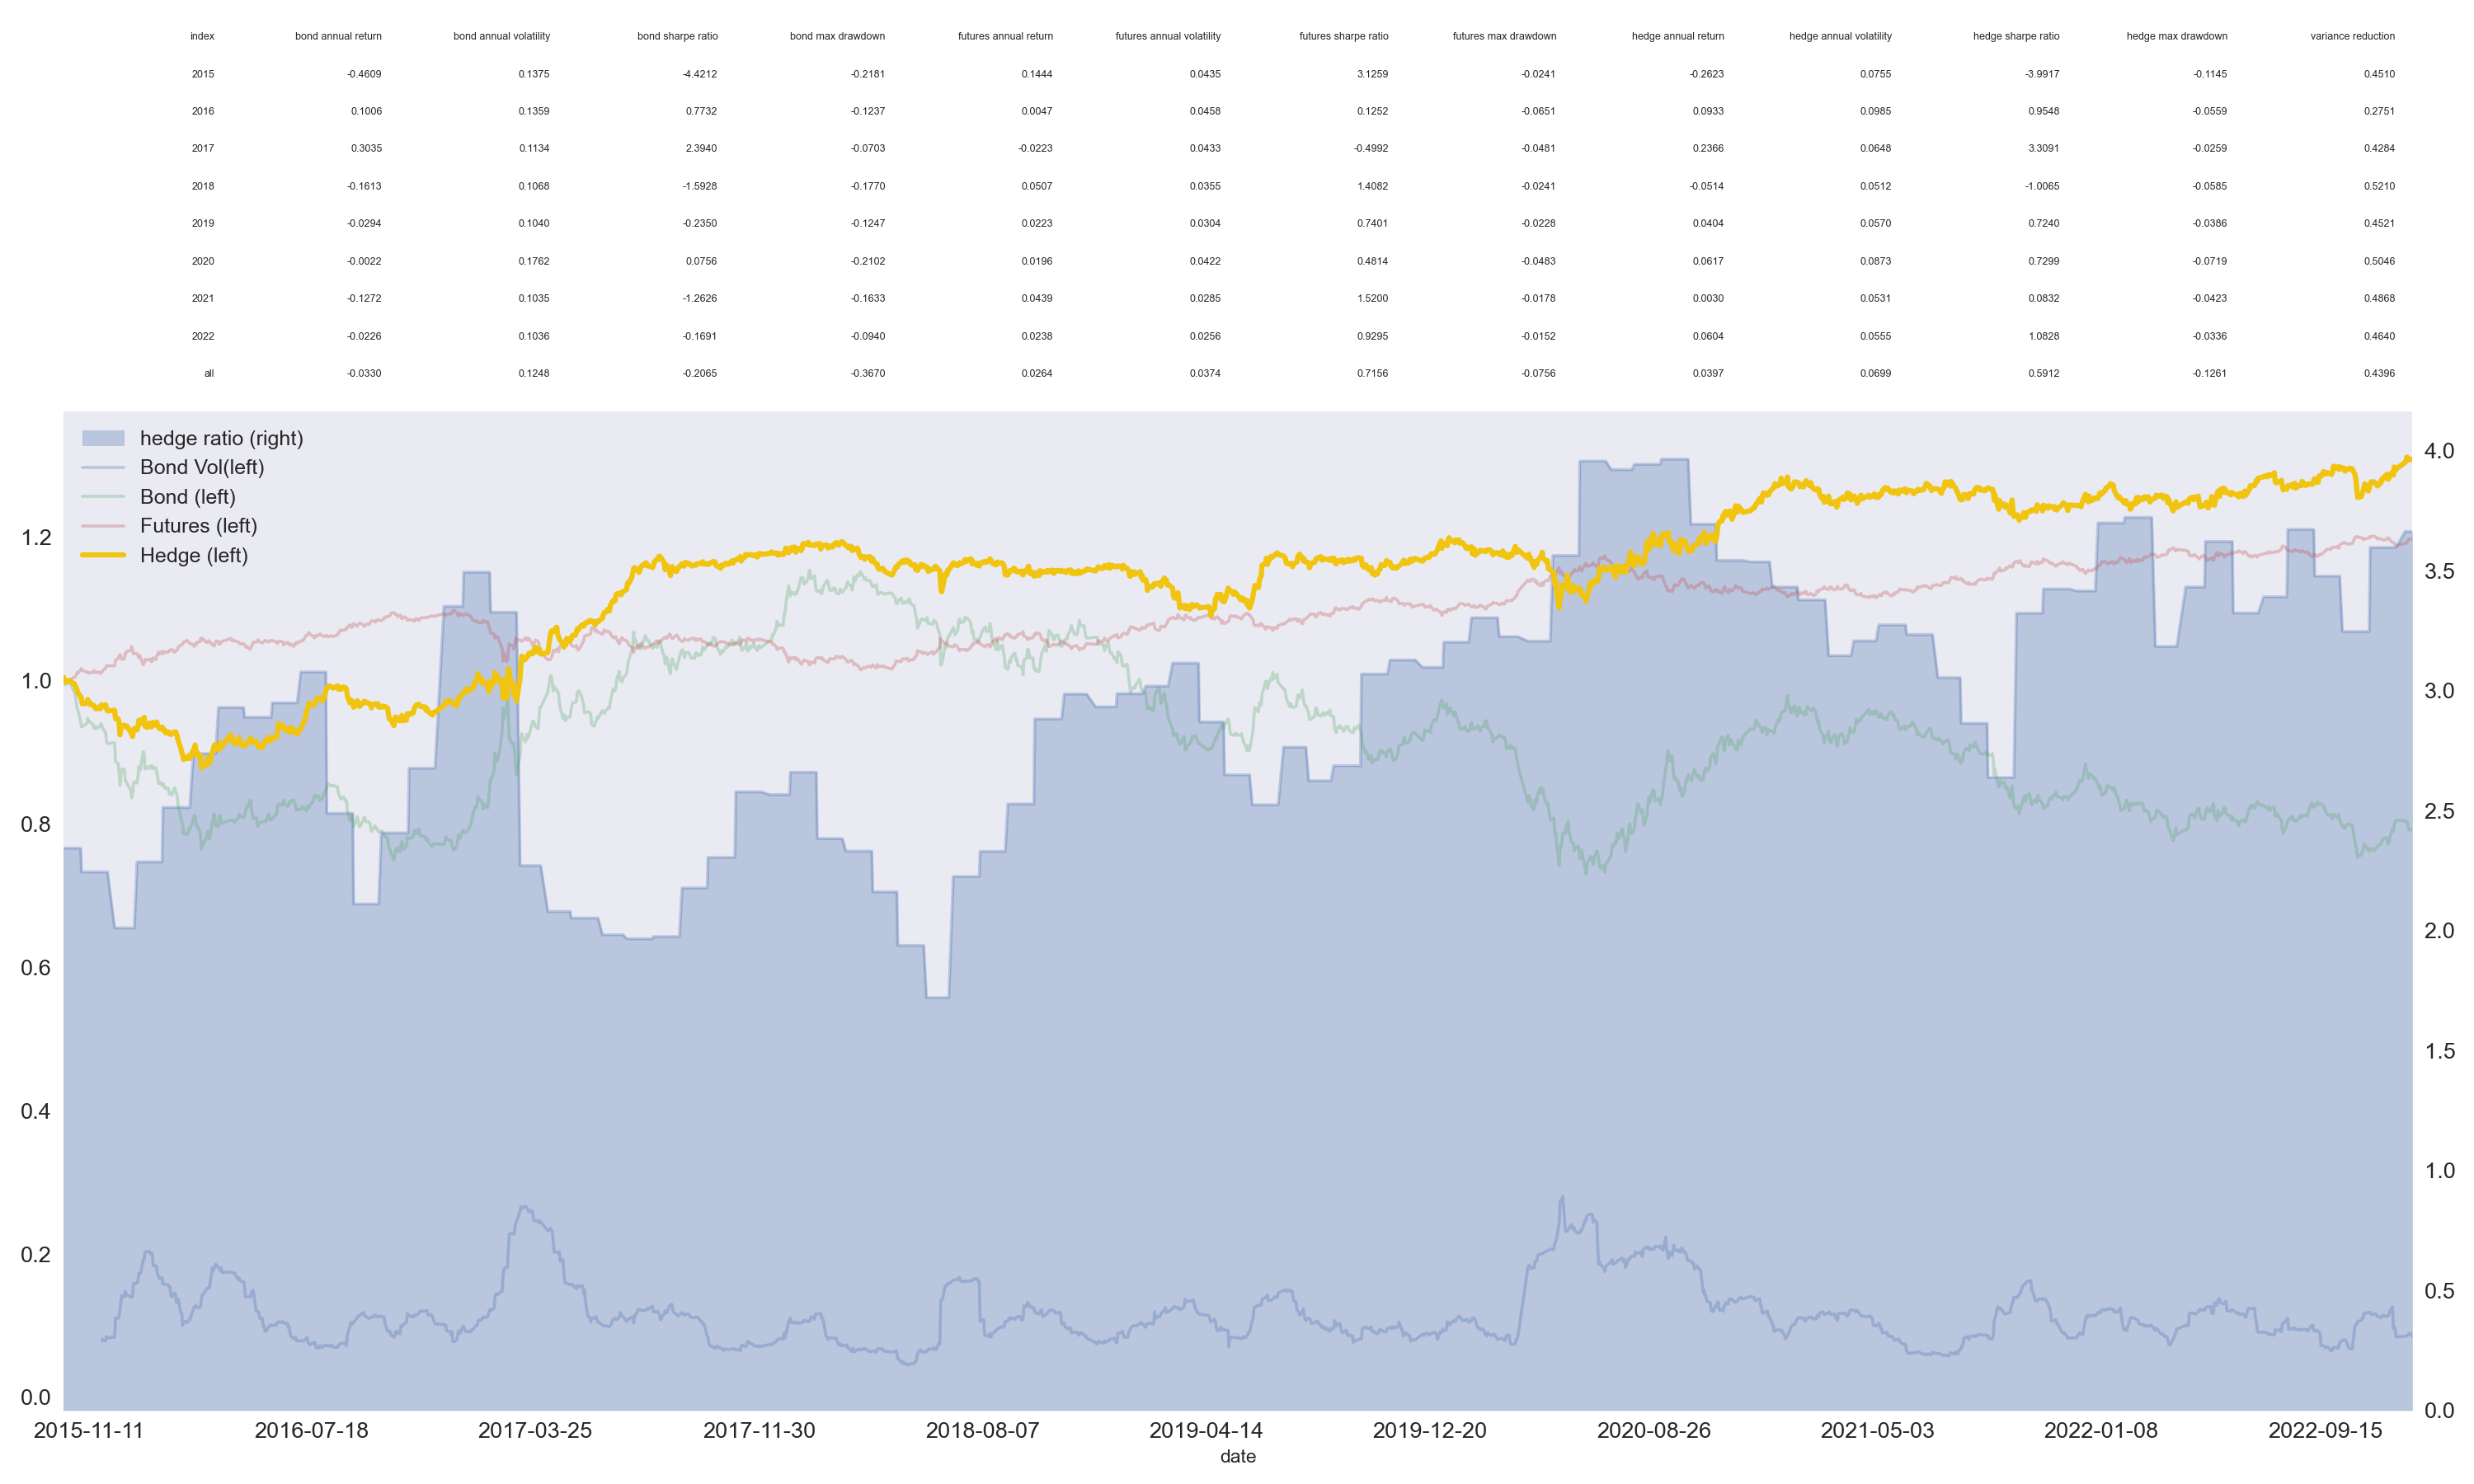 index bond annual return bond annual volatility bond sharpe ratio bond max drawdown futures annual return futures annual volatility futures sharpe ratio futures max drawdown hedge annual return hedge annual volatility hedge sharpe ratio hedge max drawdown variance reduction
2015 -0.4609 0.1375 -4.4212 -0.2181 0.1444 0.0435 3.1259 -0.0241 -0.2623 0.0755 -3.9917 -0.1145 0.4510
2016 0.1006 0.1359 0.7732 -0.1237 0.0047 0.0458 0.1252 -0.0651 0.0933 0.0985 0.9548 -0.0559 0.2751
2017 0.3035 0.1134 2.3940 -0.0703 -0.0223 0.0433 -0.4992 -0.0481 0.2366 0.0648 3.3091 -0.0259 0.4284
2018 -0.1613 0.1068 -1.5928 -0.1770 0.0507 0.0355 1.4082 -0.0241 -0.0514 0.0512 -1.0065 -0.0585 0.5210
2019 -0.0294 0.1040 -0.2350 -0.1247 0.0223 0.0304 0.7401 -0.0228 0.0404 0.0570 0.7240 -0.0386 0.4521
2020 -0.0022 0.1762 0.0756 -0.2102 0.0196 0.0422 0.4814 -0.0483 0.0617 0.0873 0.7299 -0.0719 0.5046
2021 -0.1272 0.1035 -1.2626 -0.1633 0.0439 0.0285 1.5200 -0.0178 0.0030 0.0531 0.0832 -0.0423 0.4868
2022 -0.0226 0.1036 -0.1691 -0.0940 0.0238 0.0256 0.9295 -0.0152 0.0604 0.0555 1.0828 -0.0336 0.4640
all -0.0330 0.1248 -0.2065 -0.3670 0.0264 0.0374 0.7156 -0.0756 0.0397 0.0699 0.5912 -0.1261 0.4396
hedge ratio (right)
Bond Vol(left)
Bond (left)
Futures (left)
Hedge (left)
1.2
1.0
0.8
0.6
0.4
0.2
0.0
4.0
3.5
3.0
2.5
2.0
1.5
1.0
0.5
0.0
2015-11-11 2016-07-18 2017-03-25 2017-11-30 2018-08-07 2019-04-14 2019-12-20 2020-08-26 2021-05-03 2022-01-08 2022-09-15
date